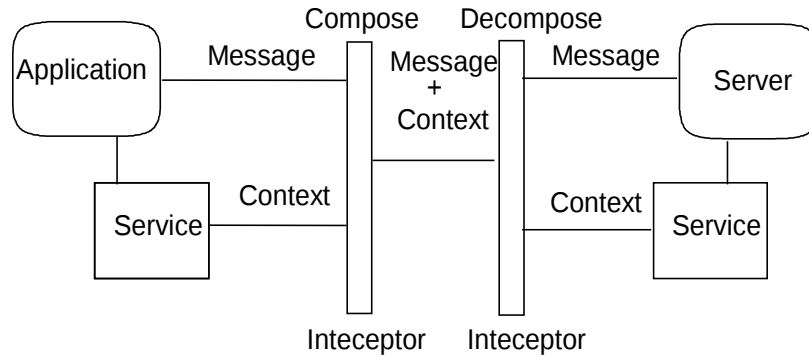 Compose
Decompose
Application
Message
Message
+
Context
Message
Server
Service
Context
Context
Service
Inteceptor
Inteceptor